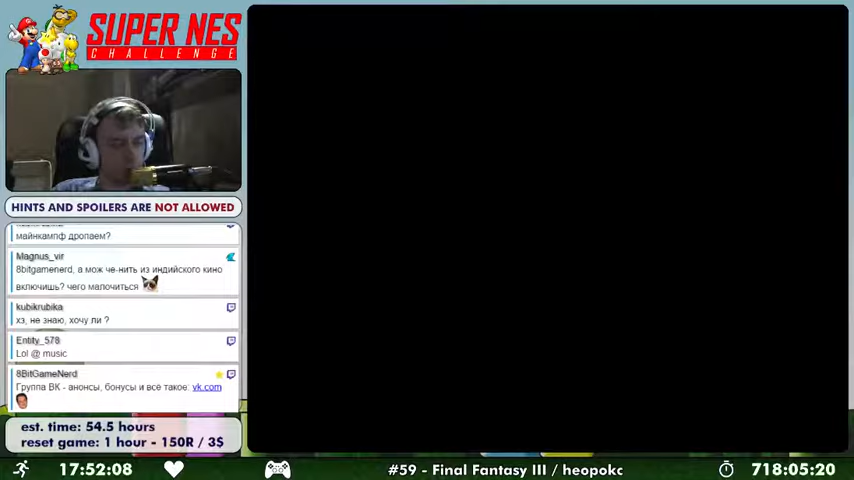 SUPER NES
CHALLENGE
HINTS AND SPOILERS ARE NOT ALLOWED
майнкампф дропаем?
Magnus_vir
8bitgamenerd, а мож че-нить из индийского кино
включишь? чего малочиться
kubikrubika
хз, не знаю, хочу ли ?
Entity_578
Lol @ music
8BitGameNerd
Группа ВК - анонсы, бонусы и всё такое: vk.com
est. time: 54.5 hours
reset game: 1 hour - 150R / 3$
17:52:08
#59 - Final Fantasy III / heopokc
718:05:20